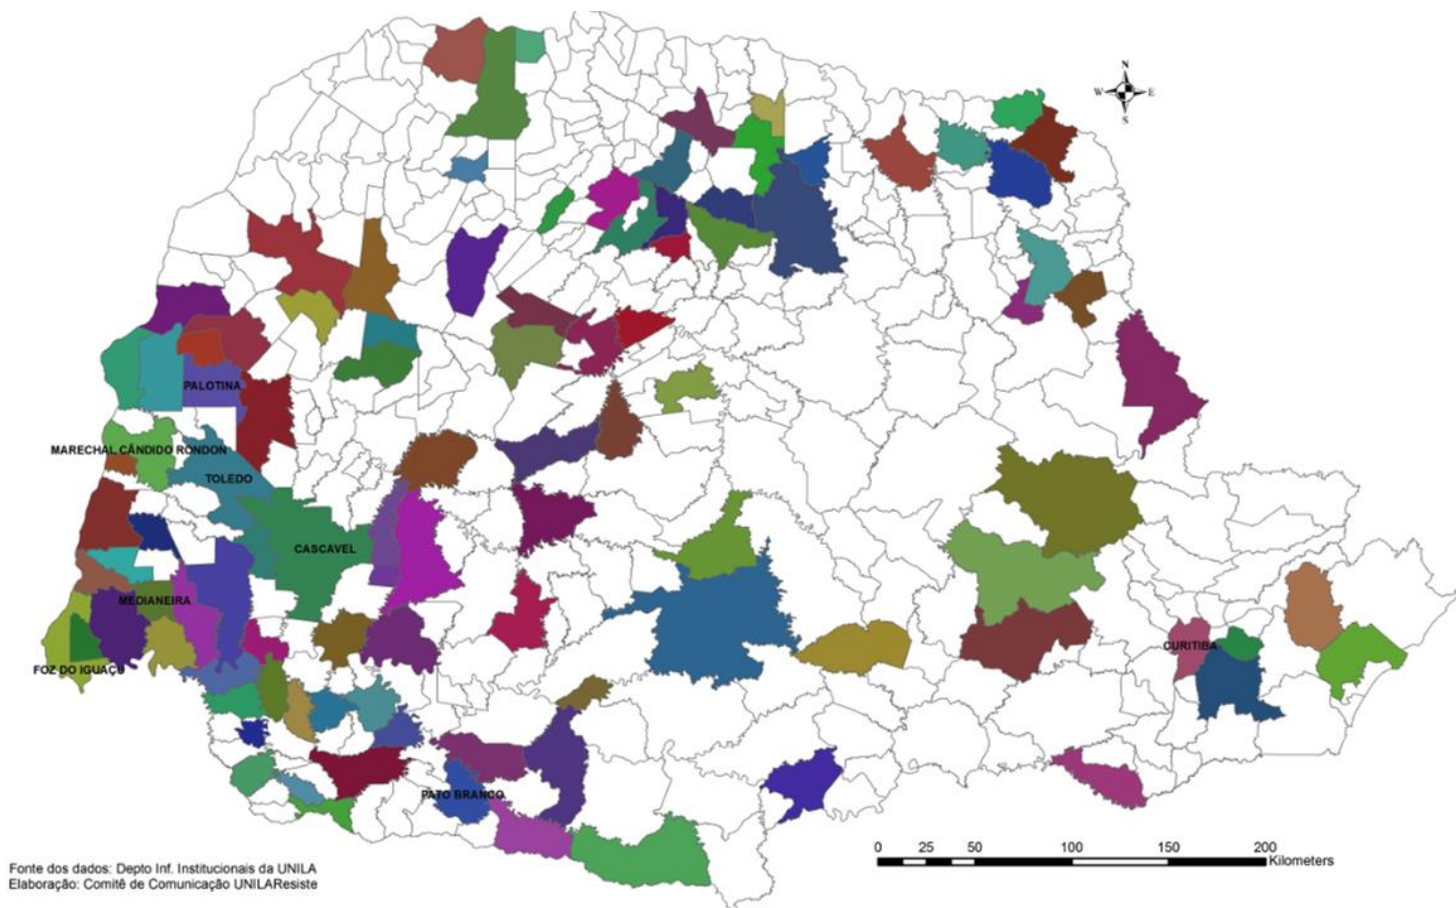 N
W E
S
PALOTINA
MARECHAL CÂNDIDO RONDON
TOLEDO
CASCAVEL
MEDIANEIRA
CURITIBA
FOZ DO IGUAÇU
PATO BRANCO
0 25 50 100 150 200
Kilometers
Fonte dos dados: Depto Inf. Institucionais da UNILA
Elaboração: Comitê de Comunicação UNILAResiste